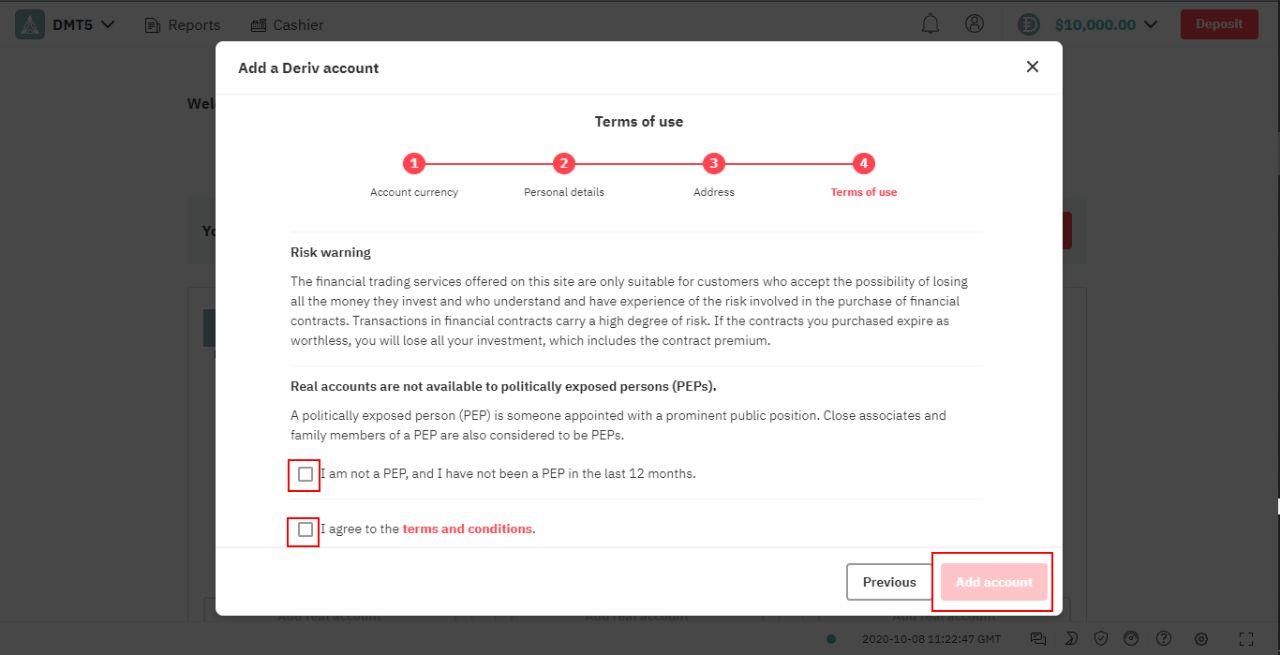 DMT5 Reports Cashier $10,000.00 Deposit
Add a Deriv account
Wel
Terms of use
1 2 3 4
Account currency Personal details Address Terms of use
Yo
Risk warning
The financial trading services offered on this site are only suitable for customers who accept the possibility of losing
all the money they invest and who understand and have experience of the risk involved in the purchase of financial
contracts. Transactions in financial contracts carry a high degree of risk. If the contracts you purchased expire as
worthless, you will lose all your investment, which includes the contract premium.
Real accounts are not available to politically exposed persons (PEPs).
A politically exposed person (PEP) is someone appointed with a prominent public position. Close associates and
family members of a PEP are also considered to be PEPs.
I am not a PEP, and I have not been a PEP in the last 12 months.
I agree to the terms and conditions.
Previous Add account
Add real account Add real account Add real account
2020-10-08 11:22:47 GMT